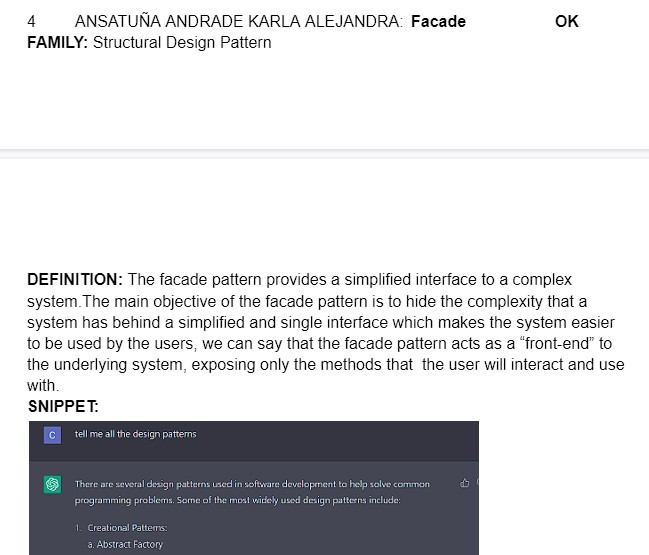 4 ANSATUÑA ANDRADE KARLA ALEJANDRA: Facade OK
FAMILY: Structural Design Pattern
DEFINITION: The facade pattern provides a simplified interface to a complex
system.The main objective of the facade pattern is to hide the complexity that a
system has behind a simplified and single interface which makes the system easier
to be used by the users, we can say that the facade pattern acts as a “front-end” to
the underlying system, exposing only the methods that the user will interact and use
with.
SNIPPET:
C tell me all the design patterns
There are several design patterns used in software development to help solve common
programming problems. Some of the most widely used design patterns include:
1. Creational Patterns:
a. Abstract Factory